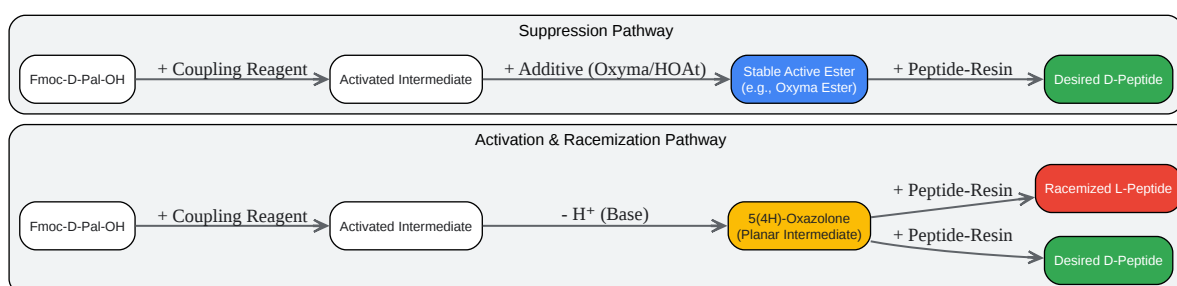 Suppression Pathway
Fmoc-D-Pal-OH
+ Coupling Reagent
Activated Intermediate
+ Additive (Oxyma/HOAt)
Stable Active Ester
(e.g., Oxyma Ester)
+ Peptide-Resin
Desired D-Peptide
Activation & Racemization Pathway
Fmoc-D-Pal-OH
+ Coupling Reagent
Activated Intermediate
- H⁺ (Base)
5(4H)-Oxazolone
(Planar Intermediate)
+ Peptide-Resin
Racemized L-Peptide
+ Peptide-Resin
Desired D-Peptide